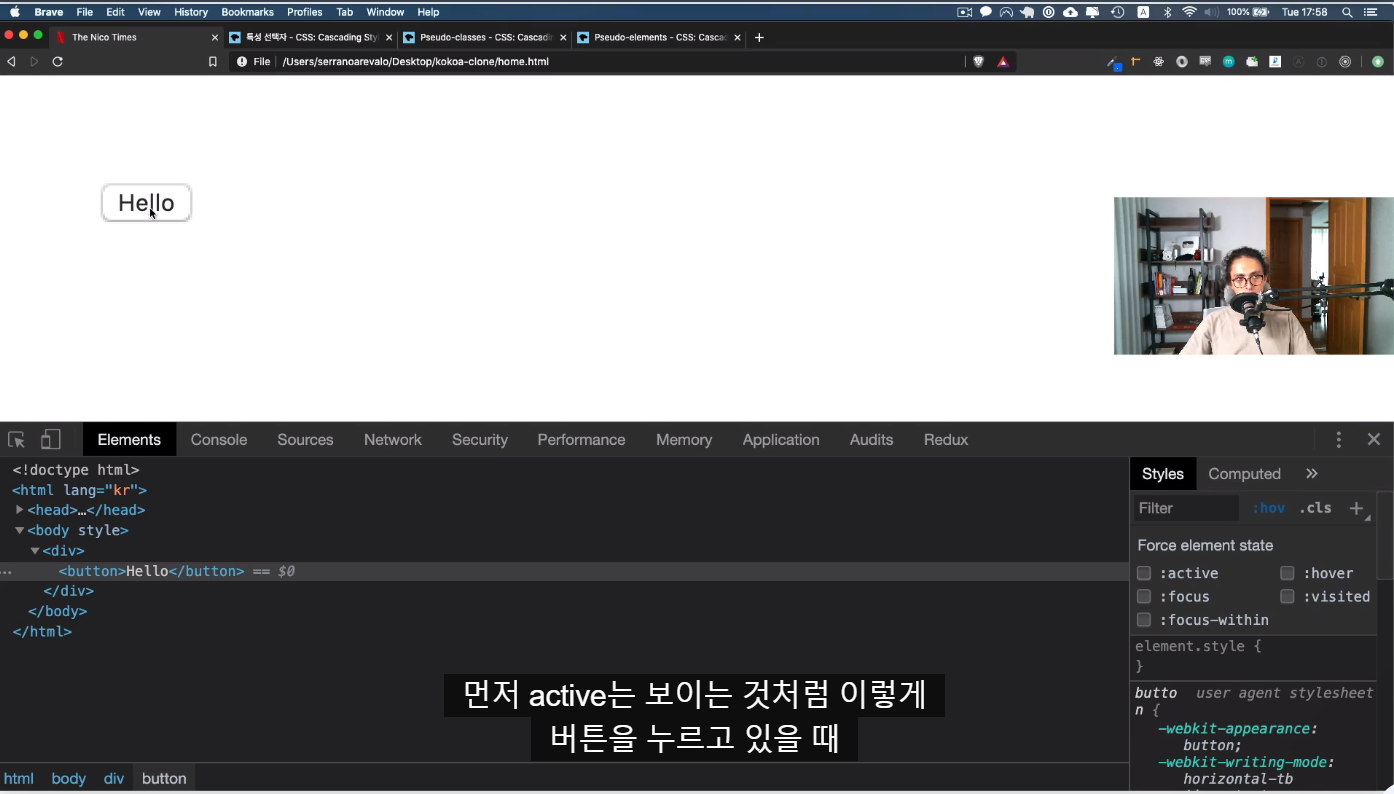 Brave File Edit View History Bookmarks Profiles Tab Window Help 100% Tue 17:58
The Nico Times
특성 선택자 - CSS: Cascading Sty
Pseudo-classes - CSS: Cascadin
Pseudo-elements - CSS: Casca
File /Users/serranoarevalo/Desktop/kokoa-clone/home.html
Hello
Elements Console Sources Network Security Performance Memory Application Audits Redux
<!doctype html>
<html lang="kr">
<head>…</head>
<body style>
<div>
<button>Hello</button> == $0
</div>
</body>
</html>
Styles Computed
Filter :hov .cls
Force element state
:active :hover
:focus :visited
:focus-within
element.style {
}
butto user agent stylesheet
n {
-webkit-appearance:
button;
-webkit-writing-mode:
horizontal-tb
먼저 active는 보이는 것처럼 이렇게
버튼을 누르고 있을 때
html body div button